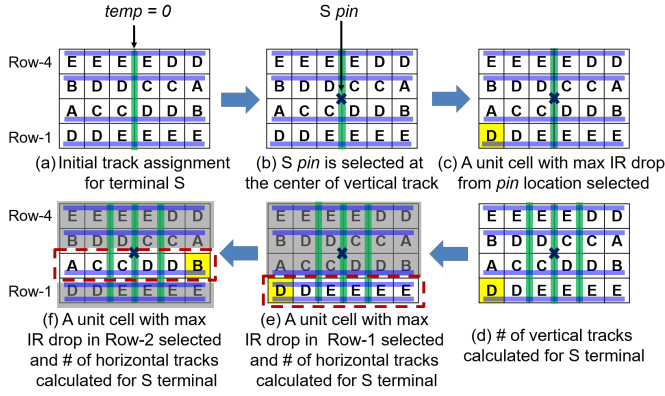 temp = 0
S pin
Row-4
E E E E D D
E E E E D D
E E E E D D
B D D C C A
B D D C C A
B D D C C A
A C C D D B
A C C D D B
A C C D D B
Row-1
D D E E E E
D D E E E E
D D E E E E
(a) Initial track assignment
for terminal S
(b) S pin is selected at
the center of vertical track
(c) A unit cell with max IR drop
from pin location selected
Row-4
E E E E D D
E E E E D D
E E E E D D
B D D C C A
B D D C C A
B D D C C A
A C C D D B
A C C D D B
A C C D D B
Row-1
D D E E E E
D D E E E E
D D E E E E
(f) A unit cell with max
IR drop in Row-2 selected
and # of horizontal tracks
calculated for S terminal
(e) A unit cell with max
IR drop in Row-1 selected
and # of horizontal tracks
calculated for S terminal
(d) # of vertical tracks
calculated for S terminal